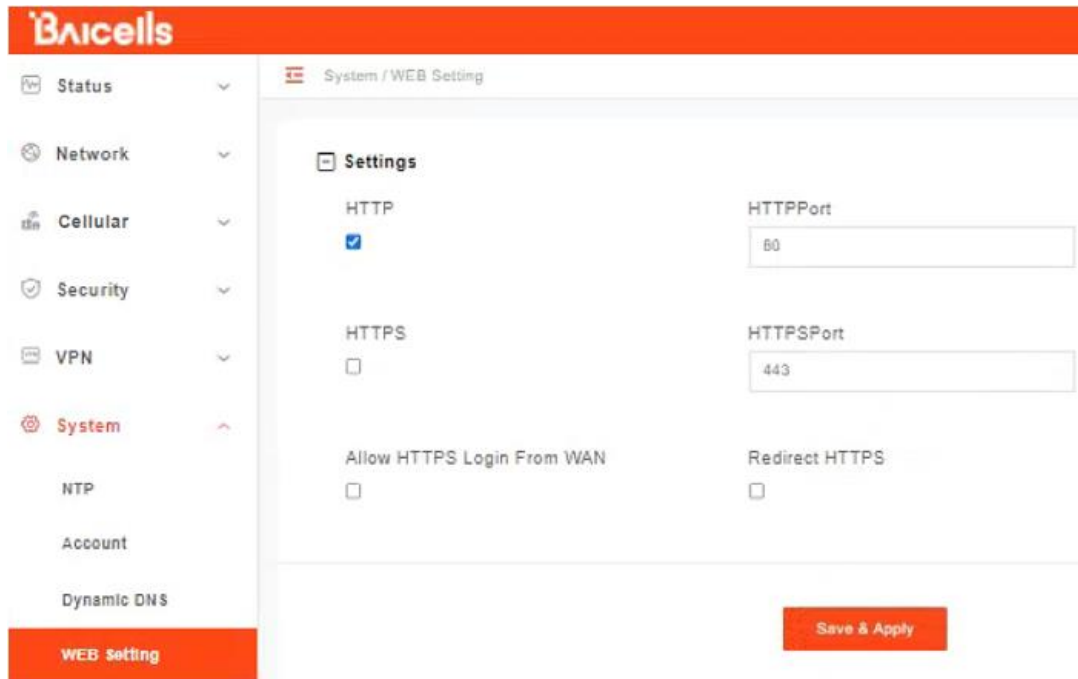 BAIcells
Status
Network
Cellular
Security
VPN
System
NTP
Account
Dynamic DNS
WEB Setting
System / WEB Setting
Settings
HTTP
HTTPPort
80
HTTPS
HTTPSPort
443
Allow HTTPS Login From WAN
Redirect HTTPS
Save & Apply